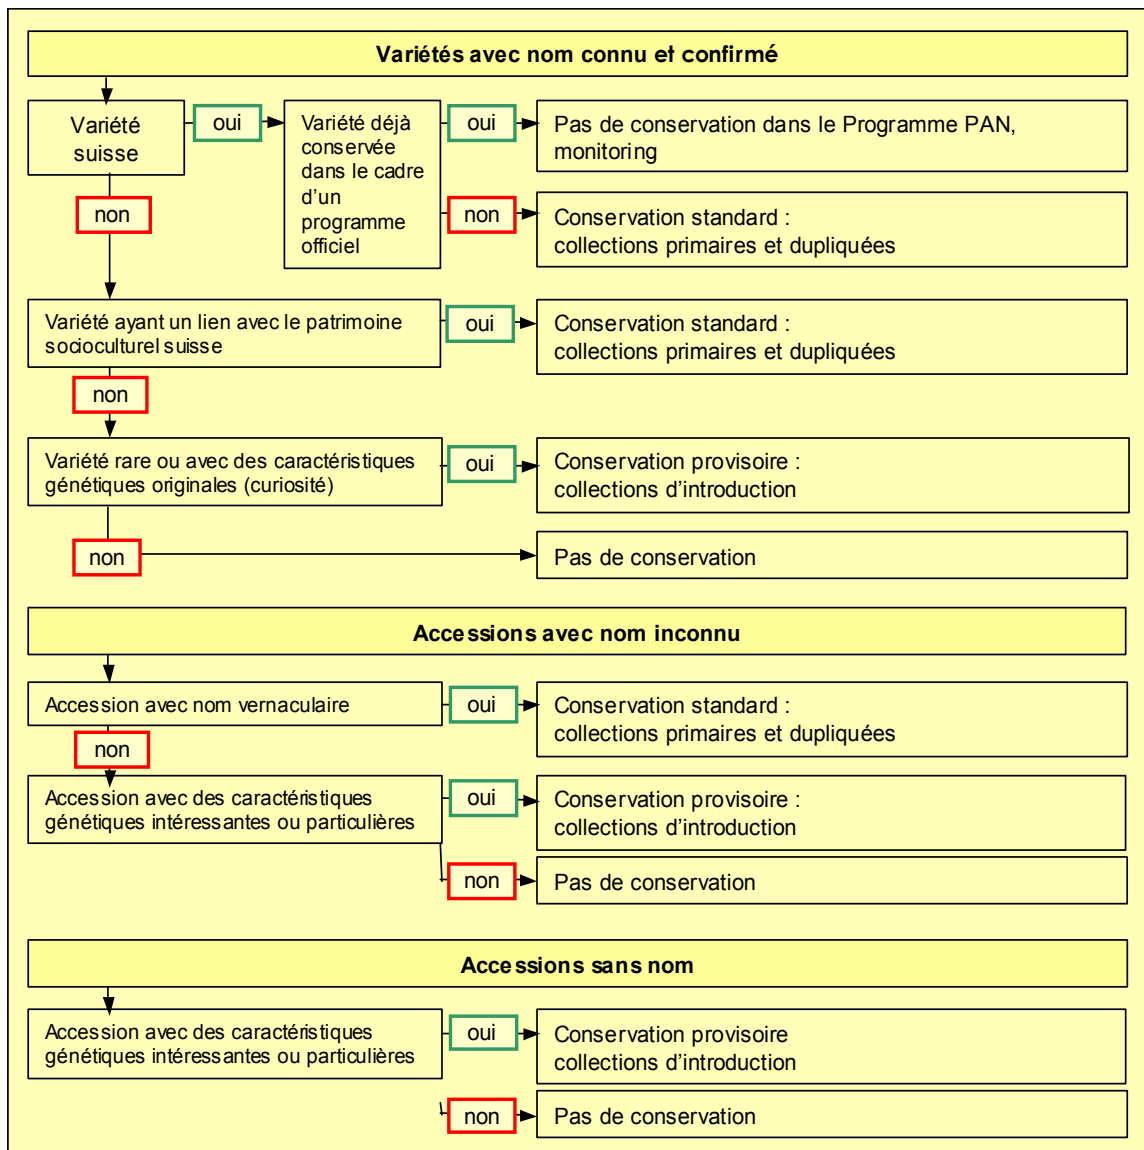 Variétés avec nom connu et confirmé
Variété
suisse
oui
Variété déjà
conservée
dans le cadre
d'un
programme
officiel
oui
Pas de conservation dans le Programme PAN,
monitoring
non
non
Conservation standard :
collections primaires et dupliquées
Variété ayant un lien avec le patrimoine
socioculturel suisse
oui
Conservation standard :
collections primaires et dupliquées
non
Variété rare ou avec des caractéristiques
génétiques originales (curiosité)
oui
Conservation provisoire :
collections d'introduction
non
Pas de conservation
Accessions avec nom inconnu
Accession avec nom vernaculaire
oui
Conservation standard :
collections primaires et dupliquées
non
Accession avec des caractéristiques
génétiques intéressantes ou particulières
oui
Conservation provisoire :
collections d'introduction
non
Pas de conservation
Accessions sans nom
Accession avec des caractéristiques
génétiques intéressantes ou particulières
oui
Conservation provisoire
collections d'introduction
non
Pas de conservation